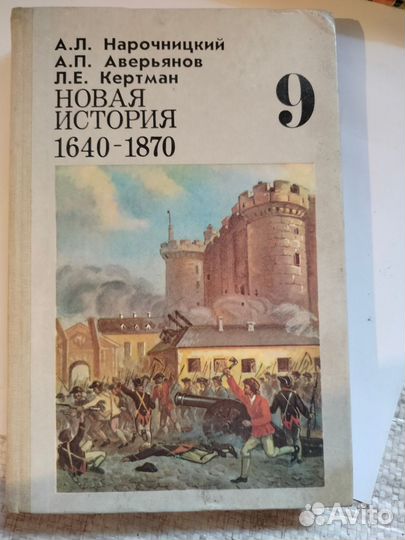 А.Л. Нарочницкий
А.П. Аверьянов
Л.Е. Кертман
НОВАЯ
ИСТОРИЯ
1640-1870
9
Avito